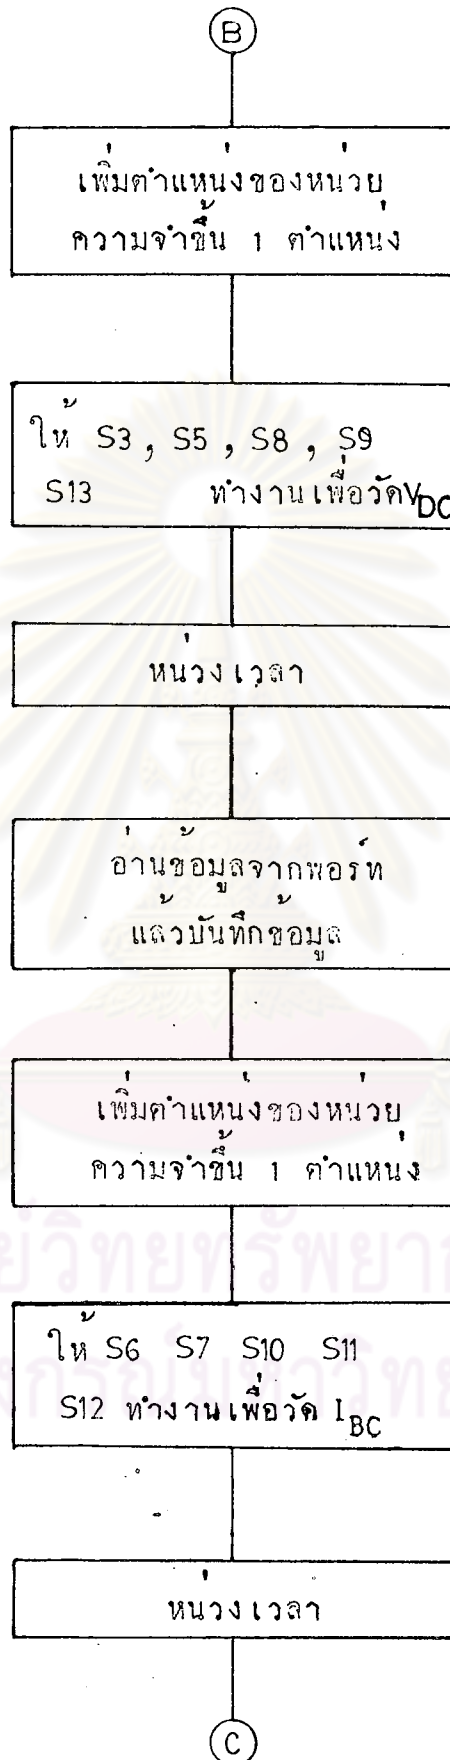 B
เพิ่มตำแหน่งของหน่วย
ความจำขึ้น 1 ตำแหน่ง
ให้ S3 , S5 , S8 , S9
S13 ทำงานเพื่อวัดVDC
หน่วงเวลา
อ่านข้อมูลจากพอร์ท
แล้วบันทึกข้อมูล
เพิ่มตำแหน่งของหน่วย
ความจำขึ้น 1 ตำแหน่ง
ให้ S6 S7 S10 S11
S12 ทำงานเพื่อวัด IBC
หน่วงเวลา
C